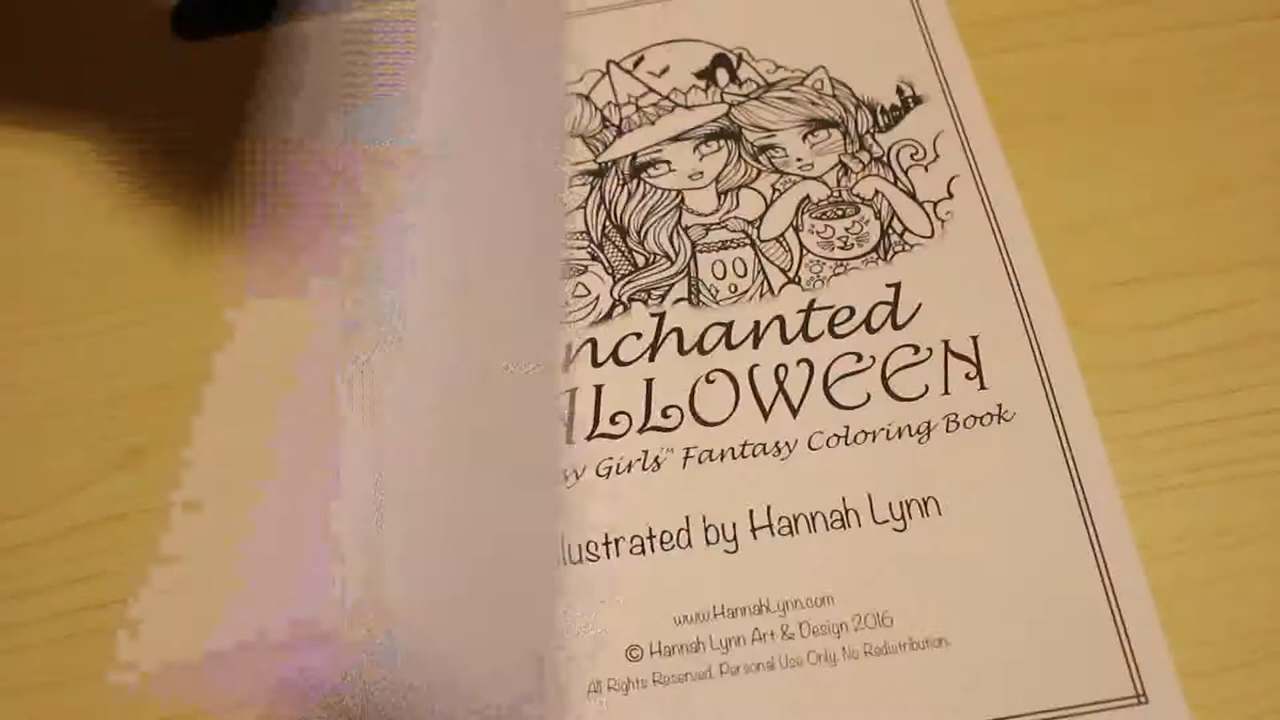 nchanted
LLOWEEN
w Girls™ Fantasy Coloring Book
lustrated by Hannah Lynn
www.HannahLynn.com
© Hannah Lynn Art & Design 2016
All Rights Reserved. Personal Use Only. No Redistribution.